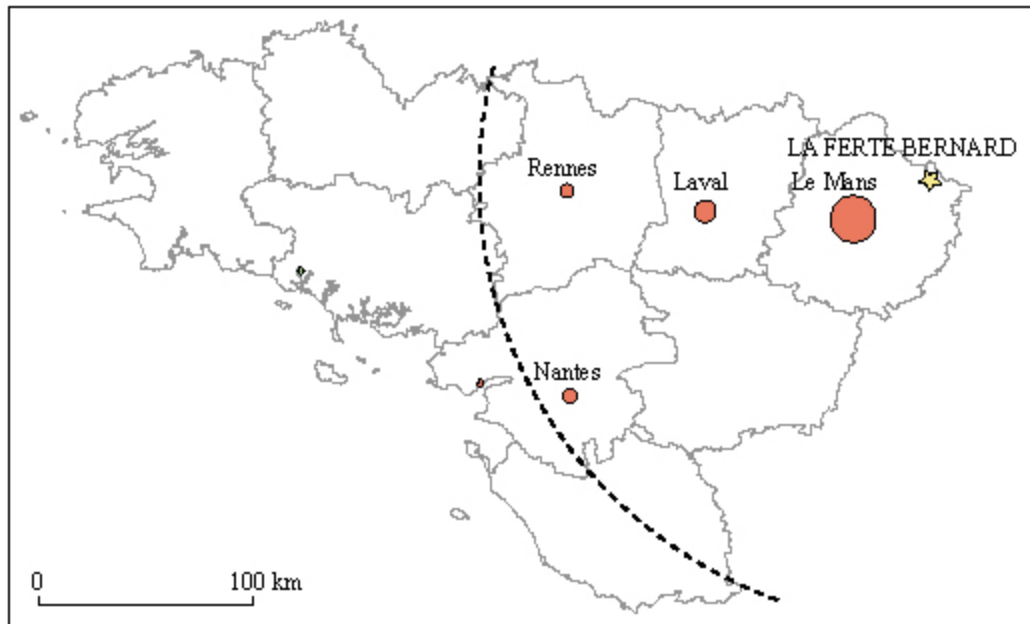 LA FERTE BERNARD
Rennes
Laval
Le Mans
Nantes
0
100 km